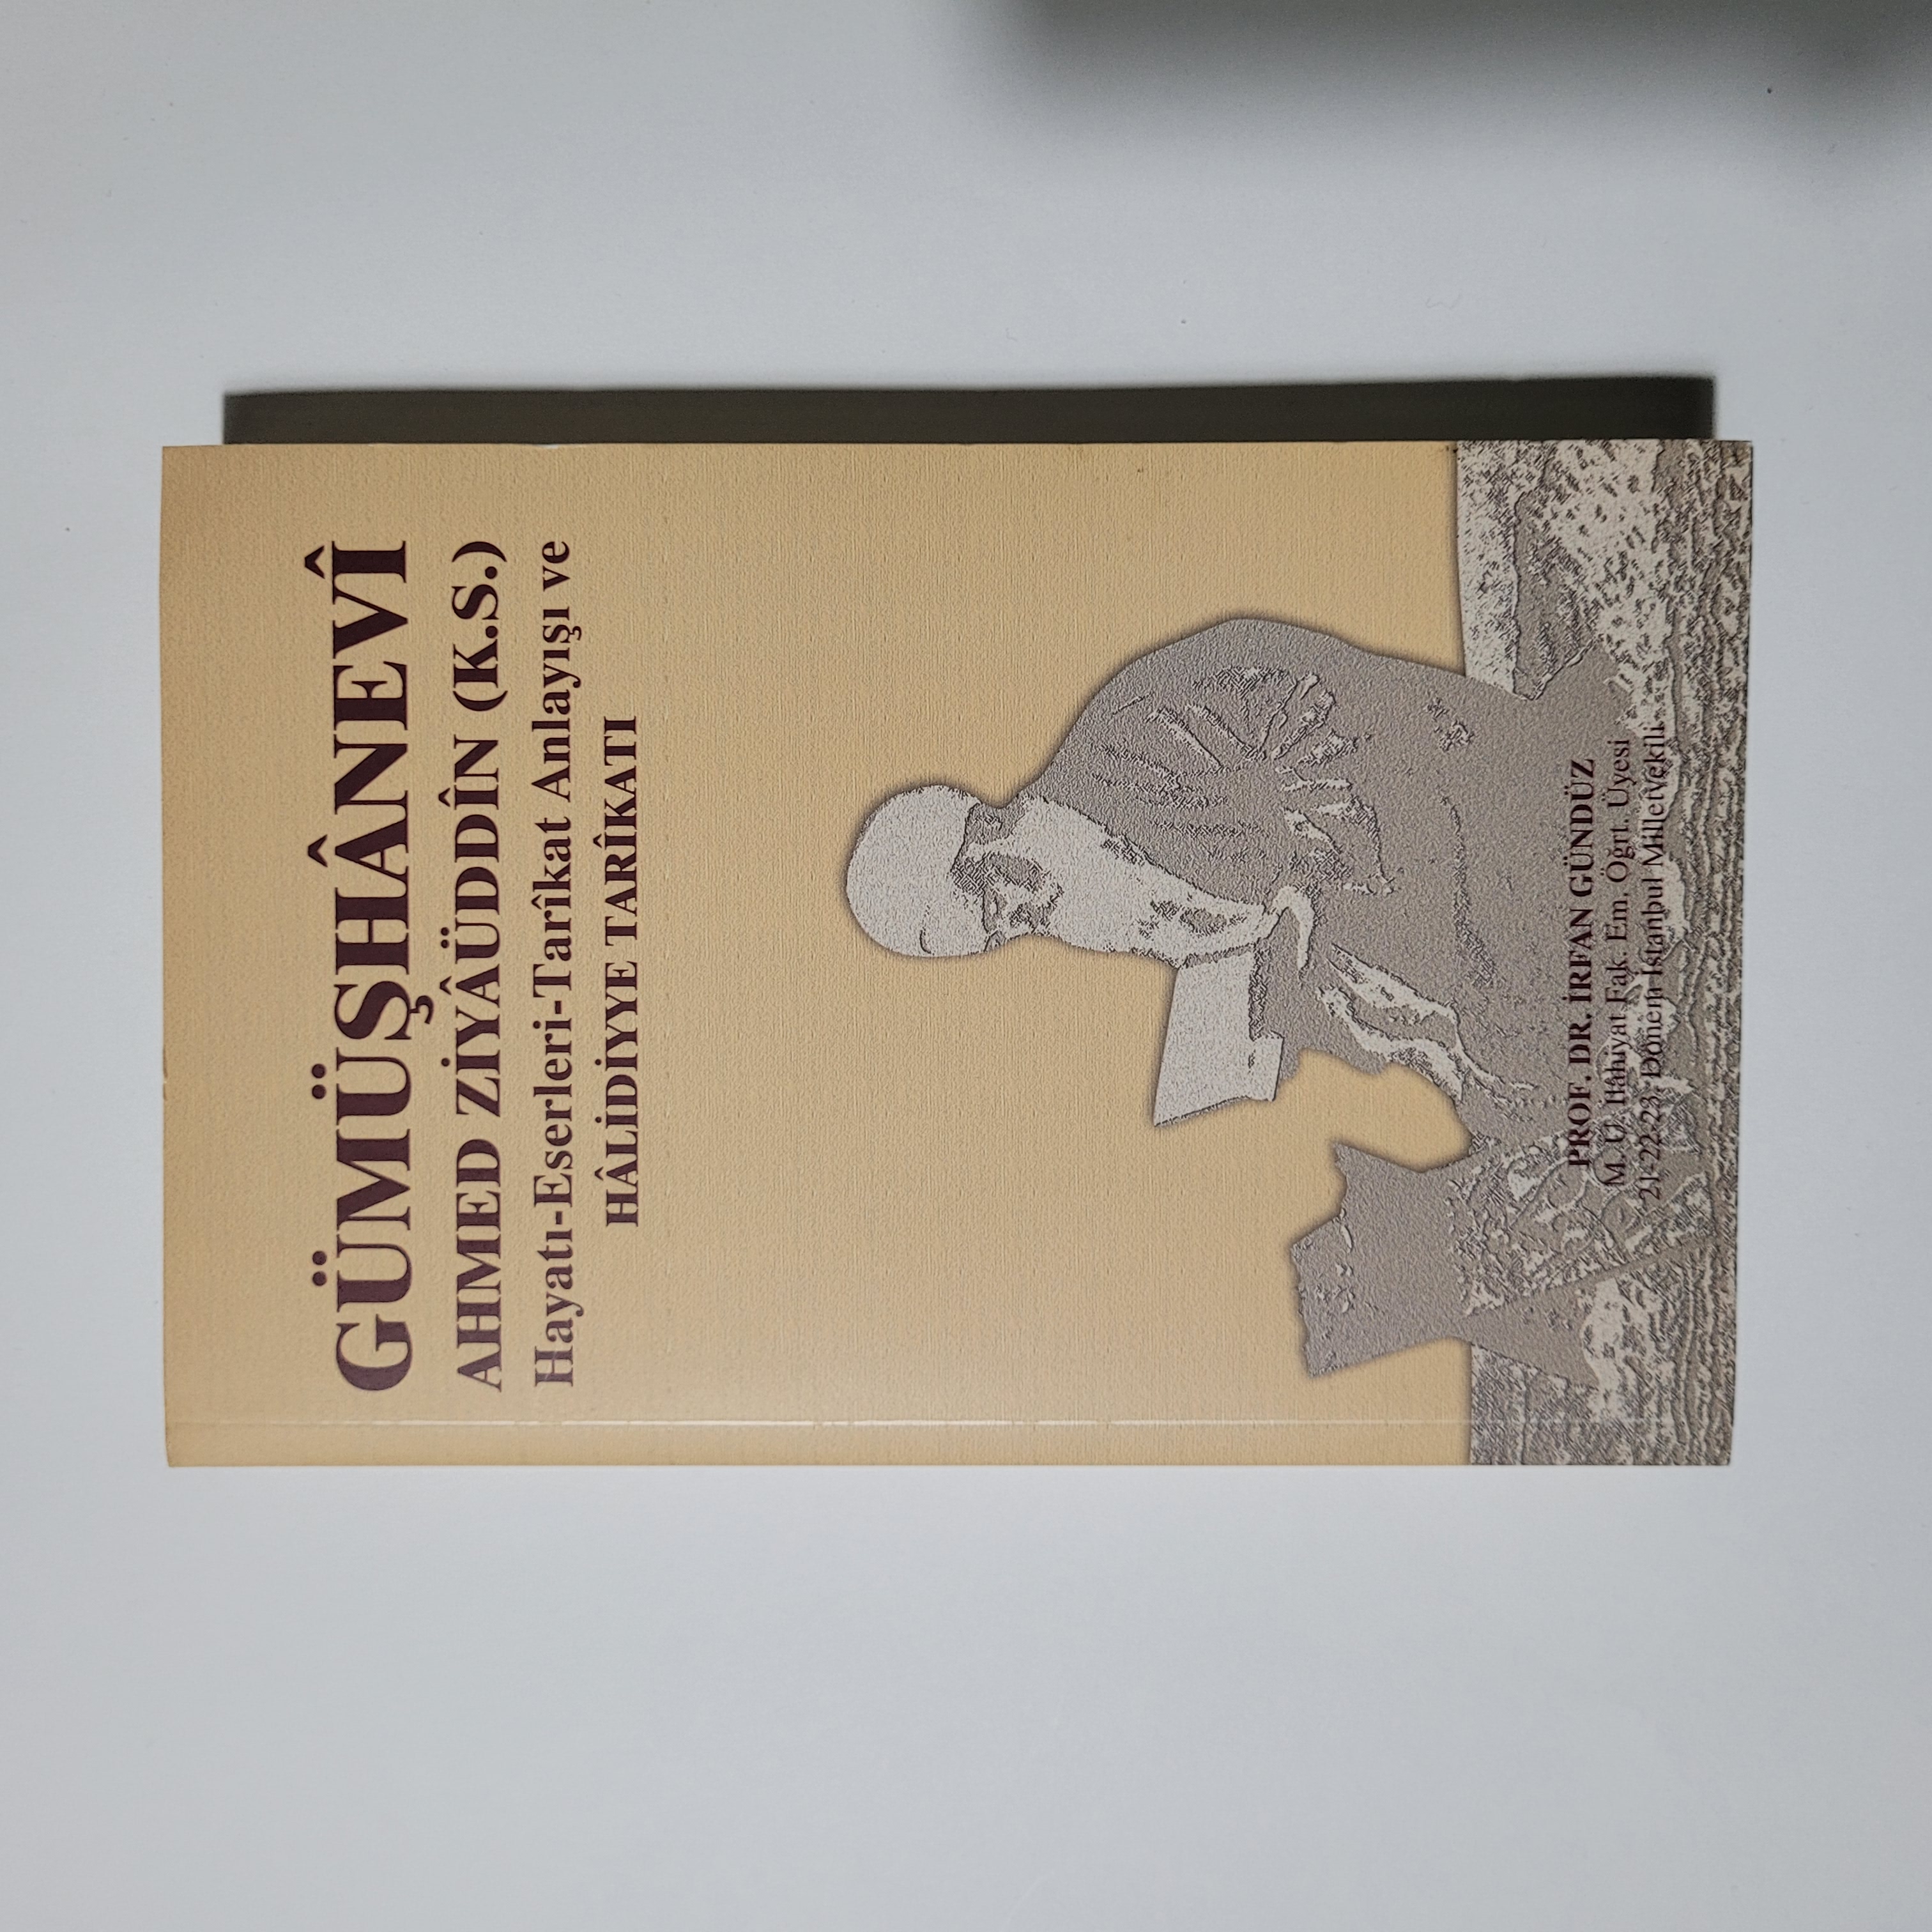 GÜMÜŞHÂNEVÎ
AHMED ZİYÂÜDDÎN (K.S.)
Hayatı-Eserleri-Tarîkat Anlayışı ve
HÂLİDİYYE TARÎKATI
PROF. DR. İRFAN GÜNDÜZ
M. Ü. İlâhiyat Fak. Em. Öğrt. Üyesi
21-22-23. Dönem İstanbul Milletvekili